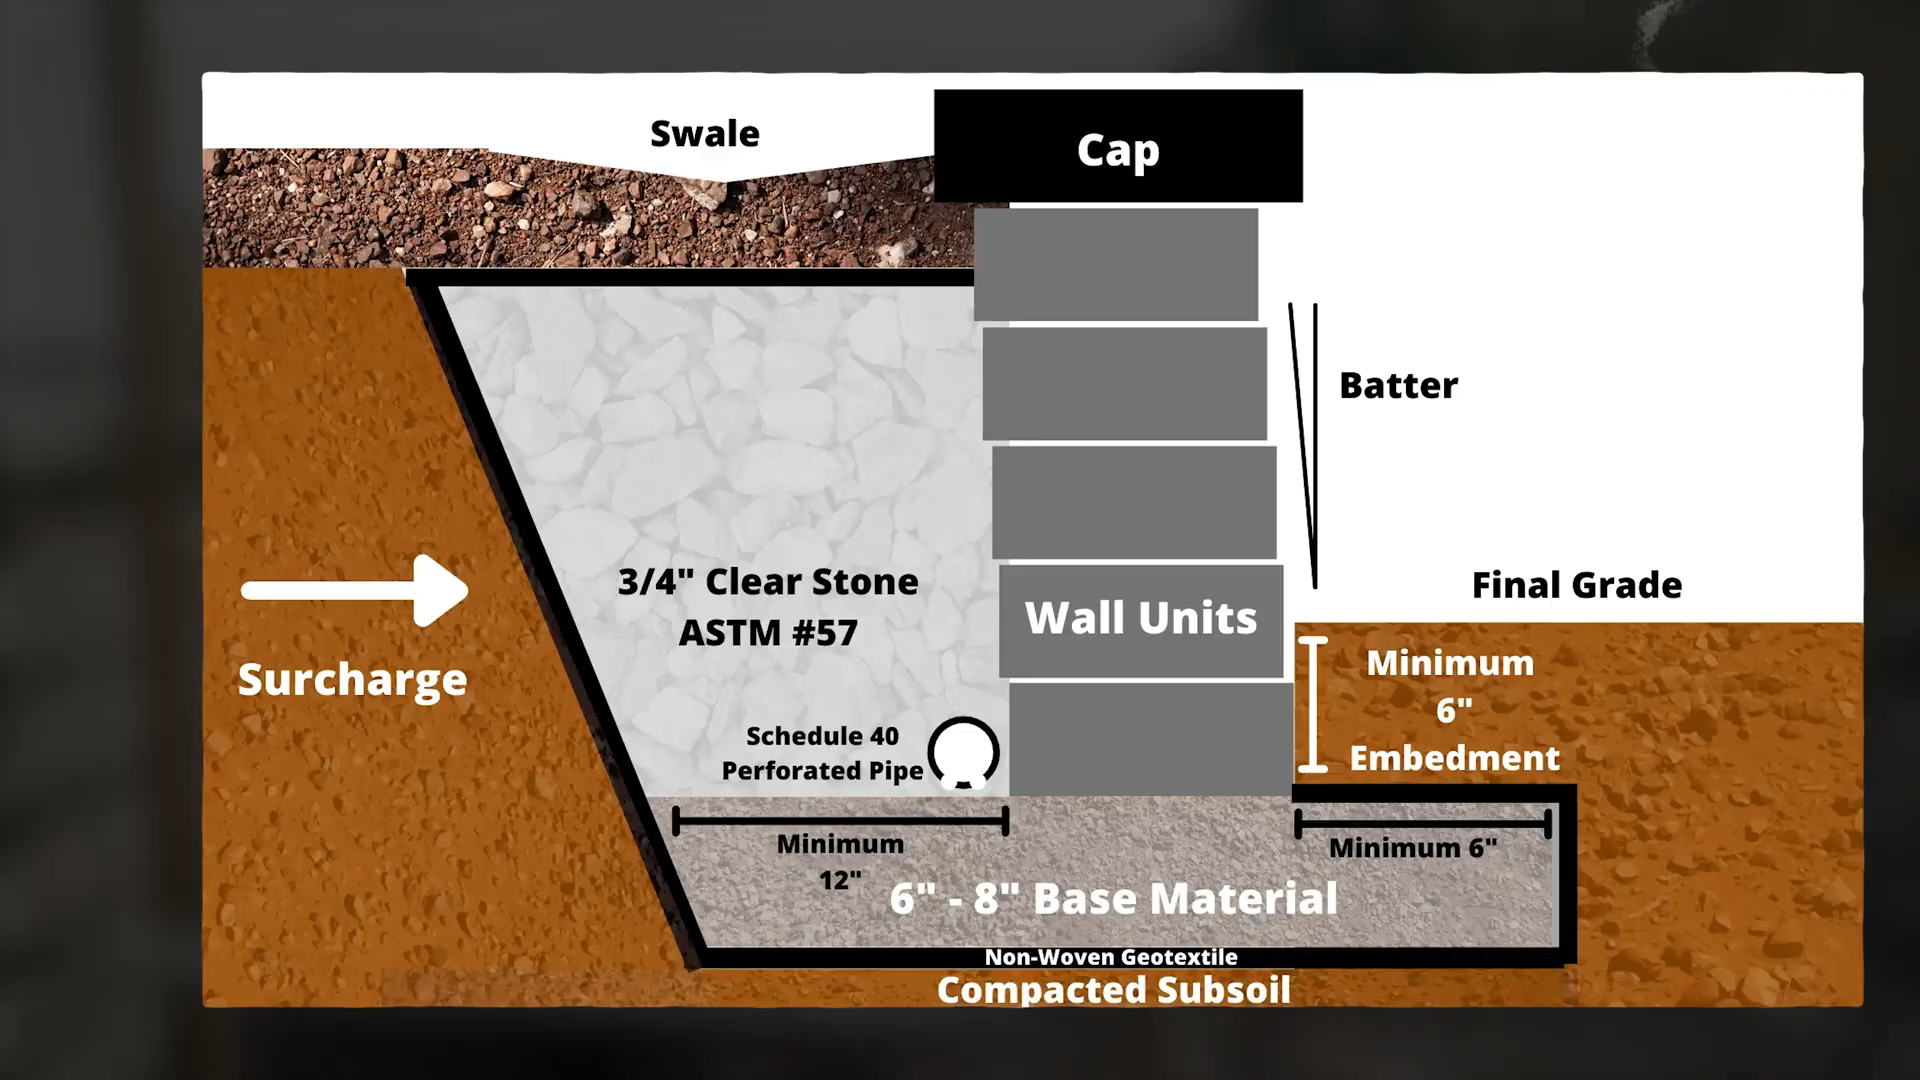 Swale
Cap
Batter
3/4" Clear Stone
ASTM #57
Wall Units
Final Grade
Surcharge
Minimum
6"
Embedment
Schedule 40
Perforated Pipe
Minimum
12"
Minimum 6"
6" - 8" Base Material
Non-Woven Geotextile
Compacted Subsoil